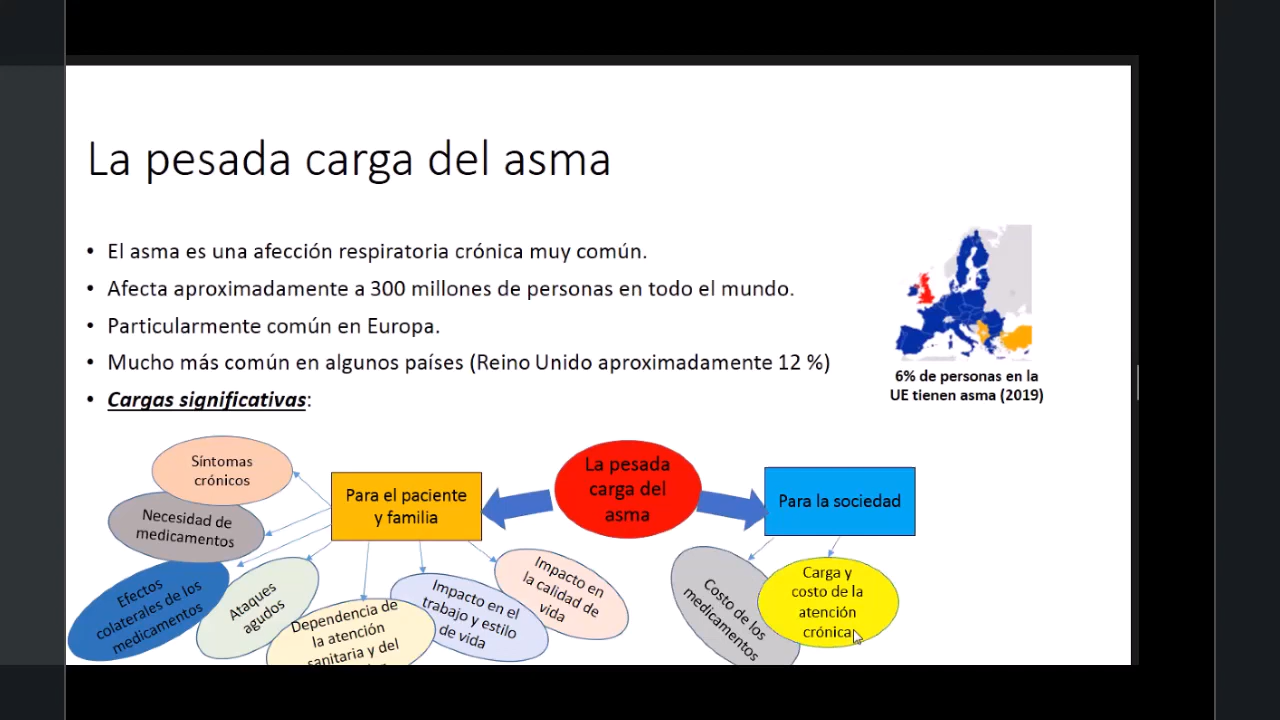 La pesada carga del asma
• El asma es una afección respiratoria crónica muy común.
• Afecta aproximadamente a 300 millones de personas en todo el mundo.
• Particularmente común en Europa.
• Mucho más común en algunos países (Reino Unido aproximadamente 12 %)
• Cargas significativas:
6% de personas en la
UE tienen asma (2019)
La pesada
carga del
asma
Para el paciente
y familia
Síntomas
crónicos
Necesidad de
medicamentos
Efectos
colaterales de los
medicamentos
Ataques
agudos
Dependencia de
la atención
sanitaria y del
Impacto en el
trabajo y estilo
de vida
Impacto en
la calidad de
vida
Para la sociedad
Costo de los
medicamentos
Carga y
costo de la
atención
crónica